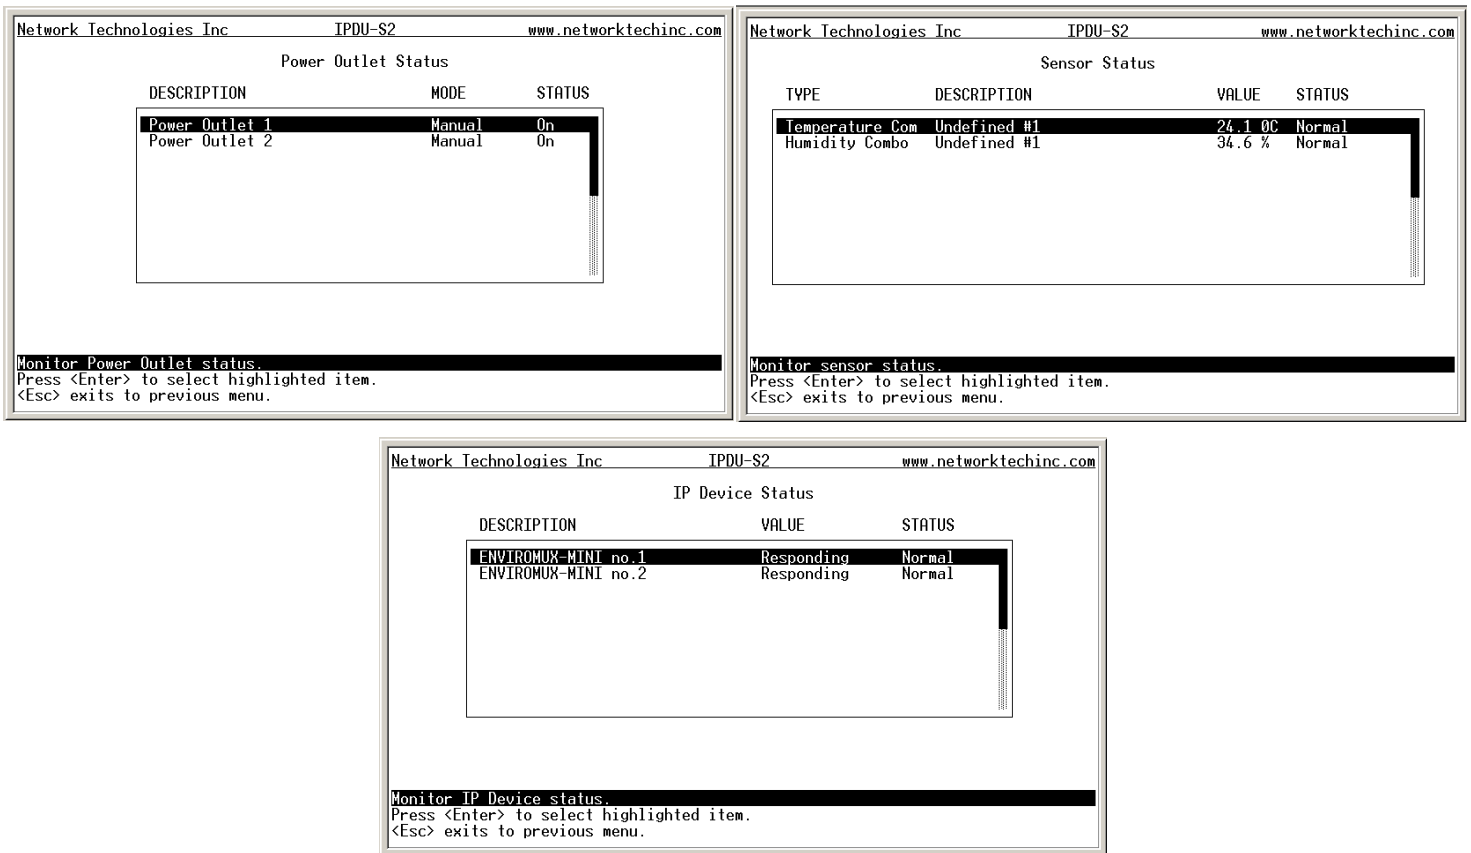 Network Technologies Inc IPDU-S2 www.networktechinc.com
Power Outlet Status
DESCRIPTION MODE STATUS
Power Outlet 1 Manual On
Power Outlet 2 Manual On
Monitor Power Outlet status.
Press <Enter> to select highlighted item.
<Esc> exits to previous menu.
Network Technologies Inc IPDU-S2 www.networktechinc.com
Sensor Status
TYPE DESCRIPTION VALUE STATUS
Temperature Com Undefined #1 24.1 0C Normal
Humidity Combo Undefined #1 34.6 % Normal
Monitor sensor status.
Press <Enter> to select highlighted item.
<Esc> exits to previous menu.
Network Technologies Inc IPDU-S2 www.networktechinc.com
IP Device Status
DESCRIPTION VALUE STATUS
ENVIROMUX-MINI no.1 Responding Normal
ENVIROMUX-MINI no.2 Responding Normal
Monitor IP Device status.
Press <Enter> to select highlighted item.
<Esc> exits to previous menu.